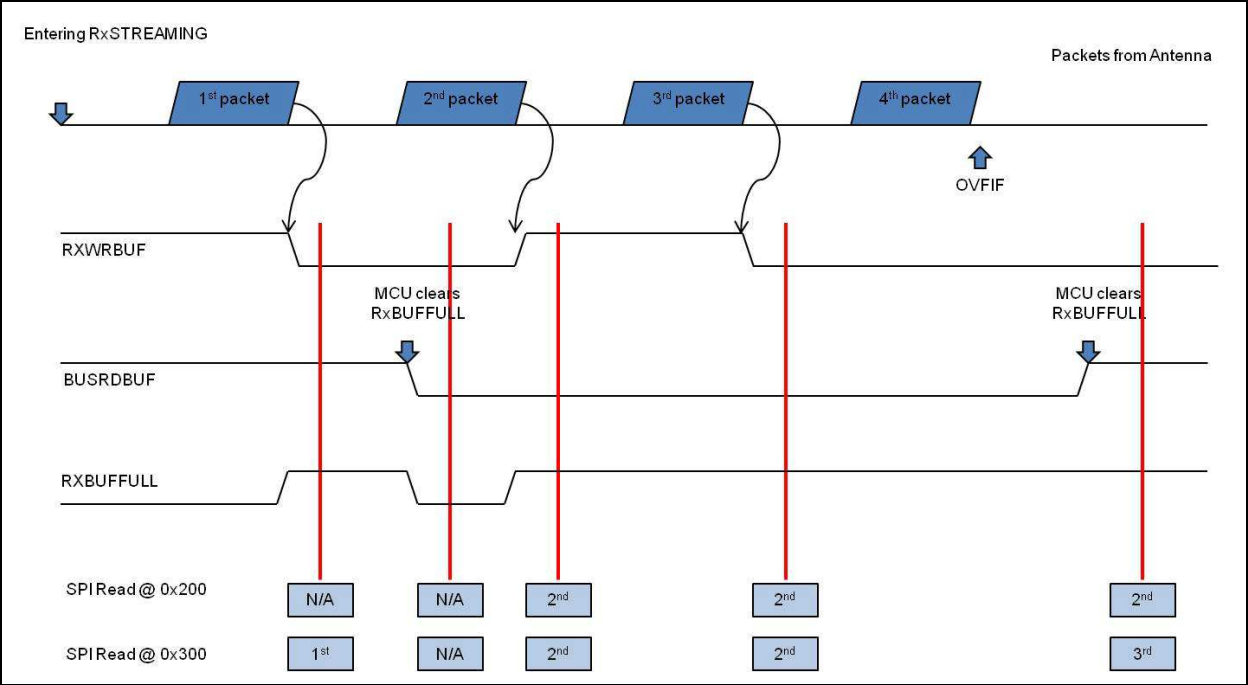 Entering RxSTREAMING
Packets from Antenna
1st packet
2nd packet
3rd packet
4th packet
OVFIF
RXWRBUF
MCU clears
RxBUFFULL
MCU clears
RxBUFFULL
BUSRDBUF
RXBUFFULL
SPI Read @ 0x200
N/A
N/A
2nd
2nd
2nd
SPI Read @ 0x300
1st
N/A
2nd
2nd
3rd